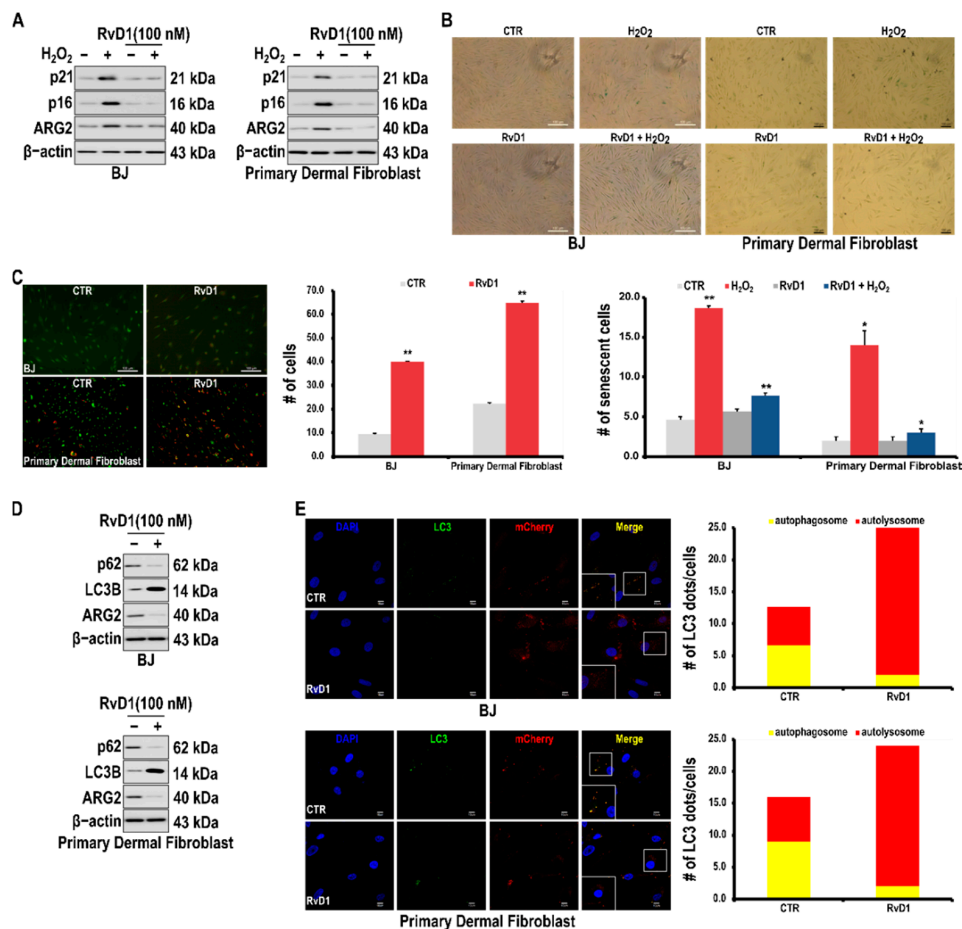 A
RvD1(100 nM)
H2O2 − + − +
p21 21 kDa
p16 16 kDa
ARG2 40 kDa
β−actin 43 kDa
BJ
RvD1(100 nM)
H2O2 − + − +
p21 21 kDa
p16 16 kDa
ARG2 40 kDa
β−actin 43 kDa
Primary Dermal Fibroblast
B
CTR H2O2 CTR H2O2
RvD1 RvD1 + H2O2 RvD1 RvD1 + H2O2
BJ Primary Dermal Fibroblast
C
CTR RvD1
BJ
CTR RvD1
Primary Dermal Fibroblast
CTR RvD1
# of cells
70.0
60.0
50.0
40.0
30.0
20.0
10.0
0.0
** **
BJ Primary Dermal Fibroblast
CTR H2O2 RvD1 RvD1 + H2O2
# of senescent cells
20.0
15.0
10.0
5.0
0.0
** ** * *
BJ Primary Dermal Fibroblast
D
RvD1(100 nM)
− +
p62 62 kDa
LC3B 14 kDa
ARG2 40 kDa
β−actin 43 kDa
BJ
RvD1(100 nM)
− +
p62 62 kDa
LC3B 14 kDa
ARG2 40 kDa
β−actin 43 kDa
Primary Dermal Fibroblast
E
DAPI LC3 mCherry Merge
CTR
RvD1
BJ
autophagosome autolysosome
# of LC3 dots/cells
25.0
20.0
15.0
10.0
5.0
0.0
CTR RvD1
DAPI LC3 mCherry Merge
CTR
RvD1
Primary Dermal Fibroblast
autophagosome autolysosome
# of LC3 dots/cells
25.0
20.0
15.0
10.0
5.0
0.0
CTR RvD1